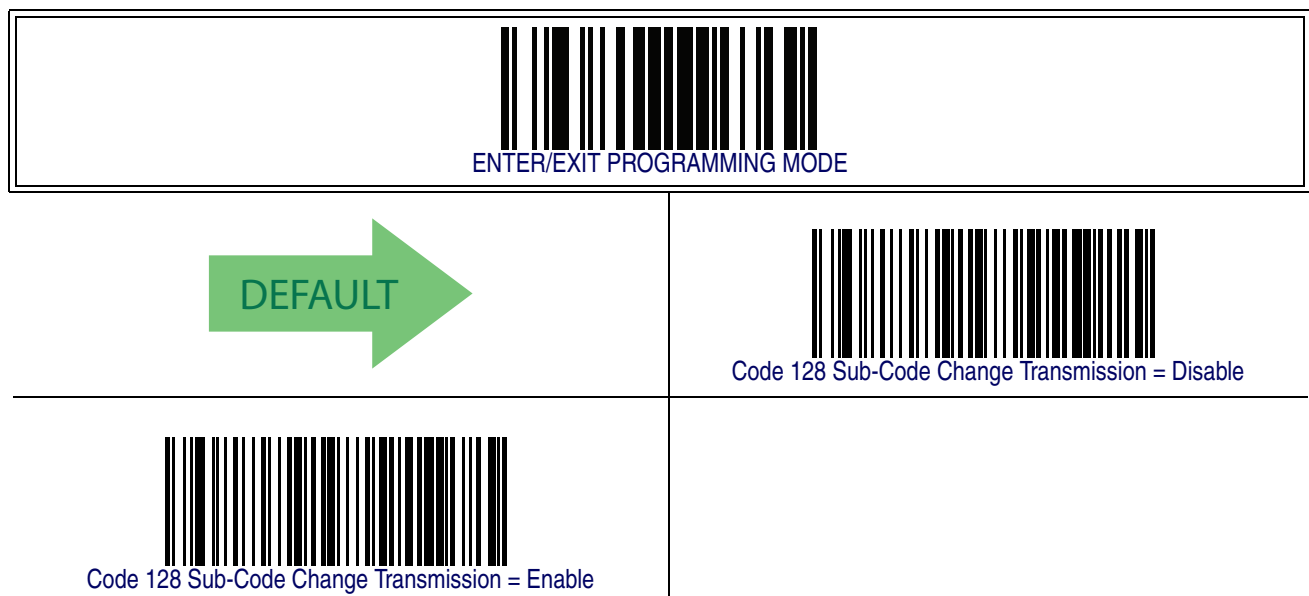 ENTER/EXIT PROGRAMMING MODE
DEFAULT
Code 128 Sub-Code Change Transmission = Disable
Code 128 Sub-Code Change Transmission = Enable